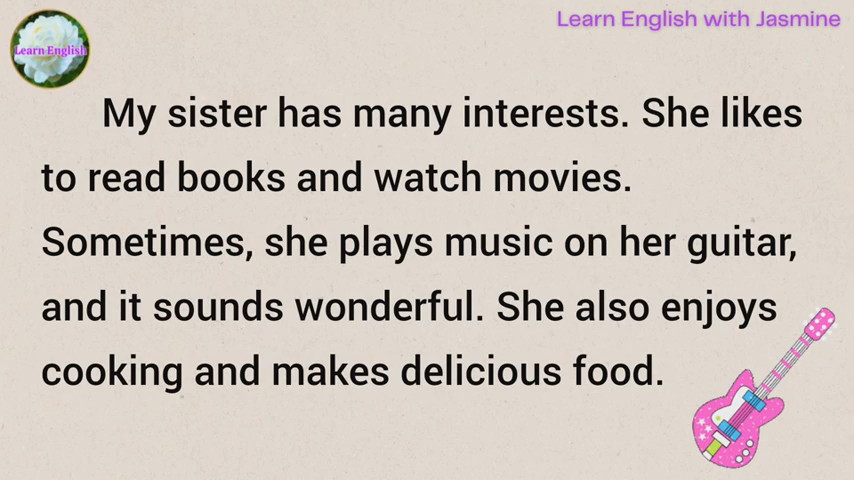 Learn English with Jasmine
Learn English
My sister has many interests. She likes
to read books and watch movies.
Sometimes, she plays music on her guitar,
and it sounds wonderful. She also enjoys
cooking and makes delicious food.